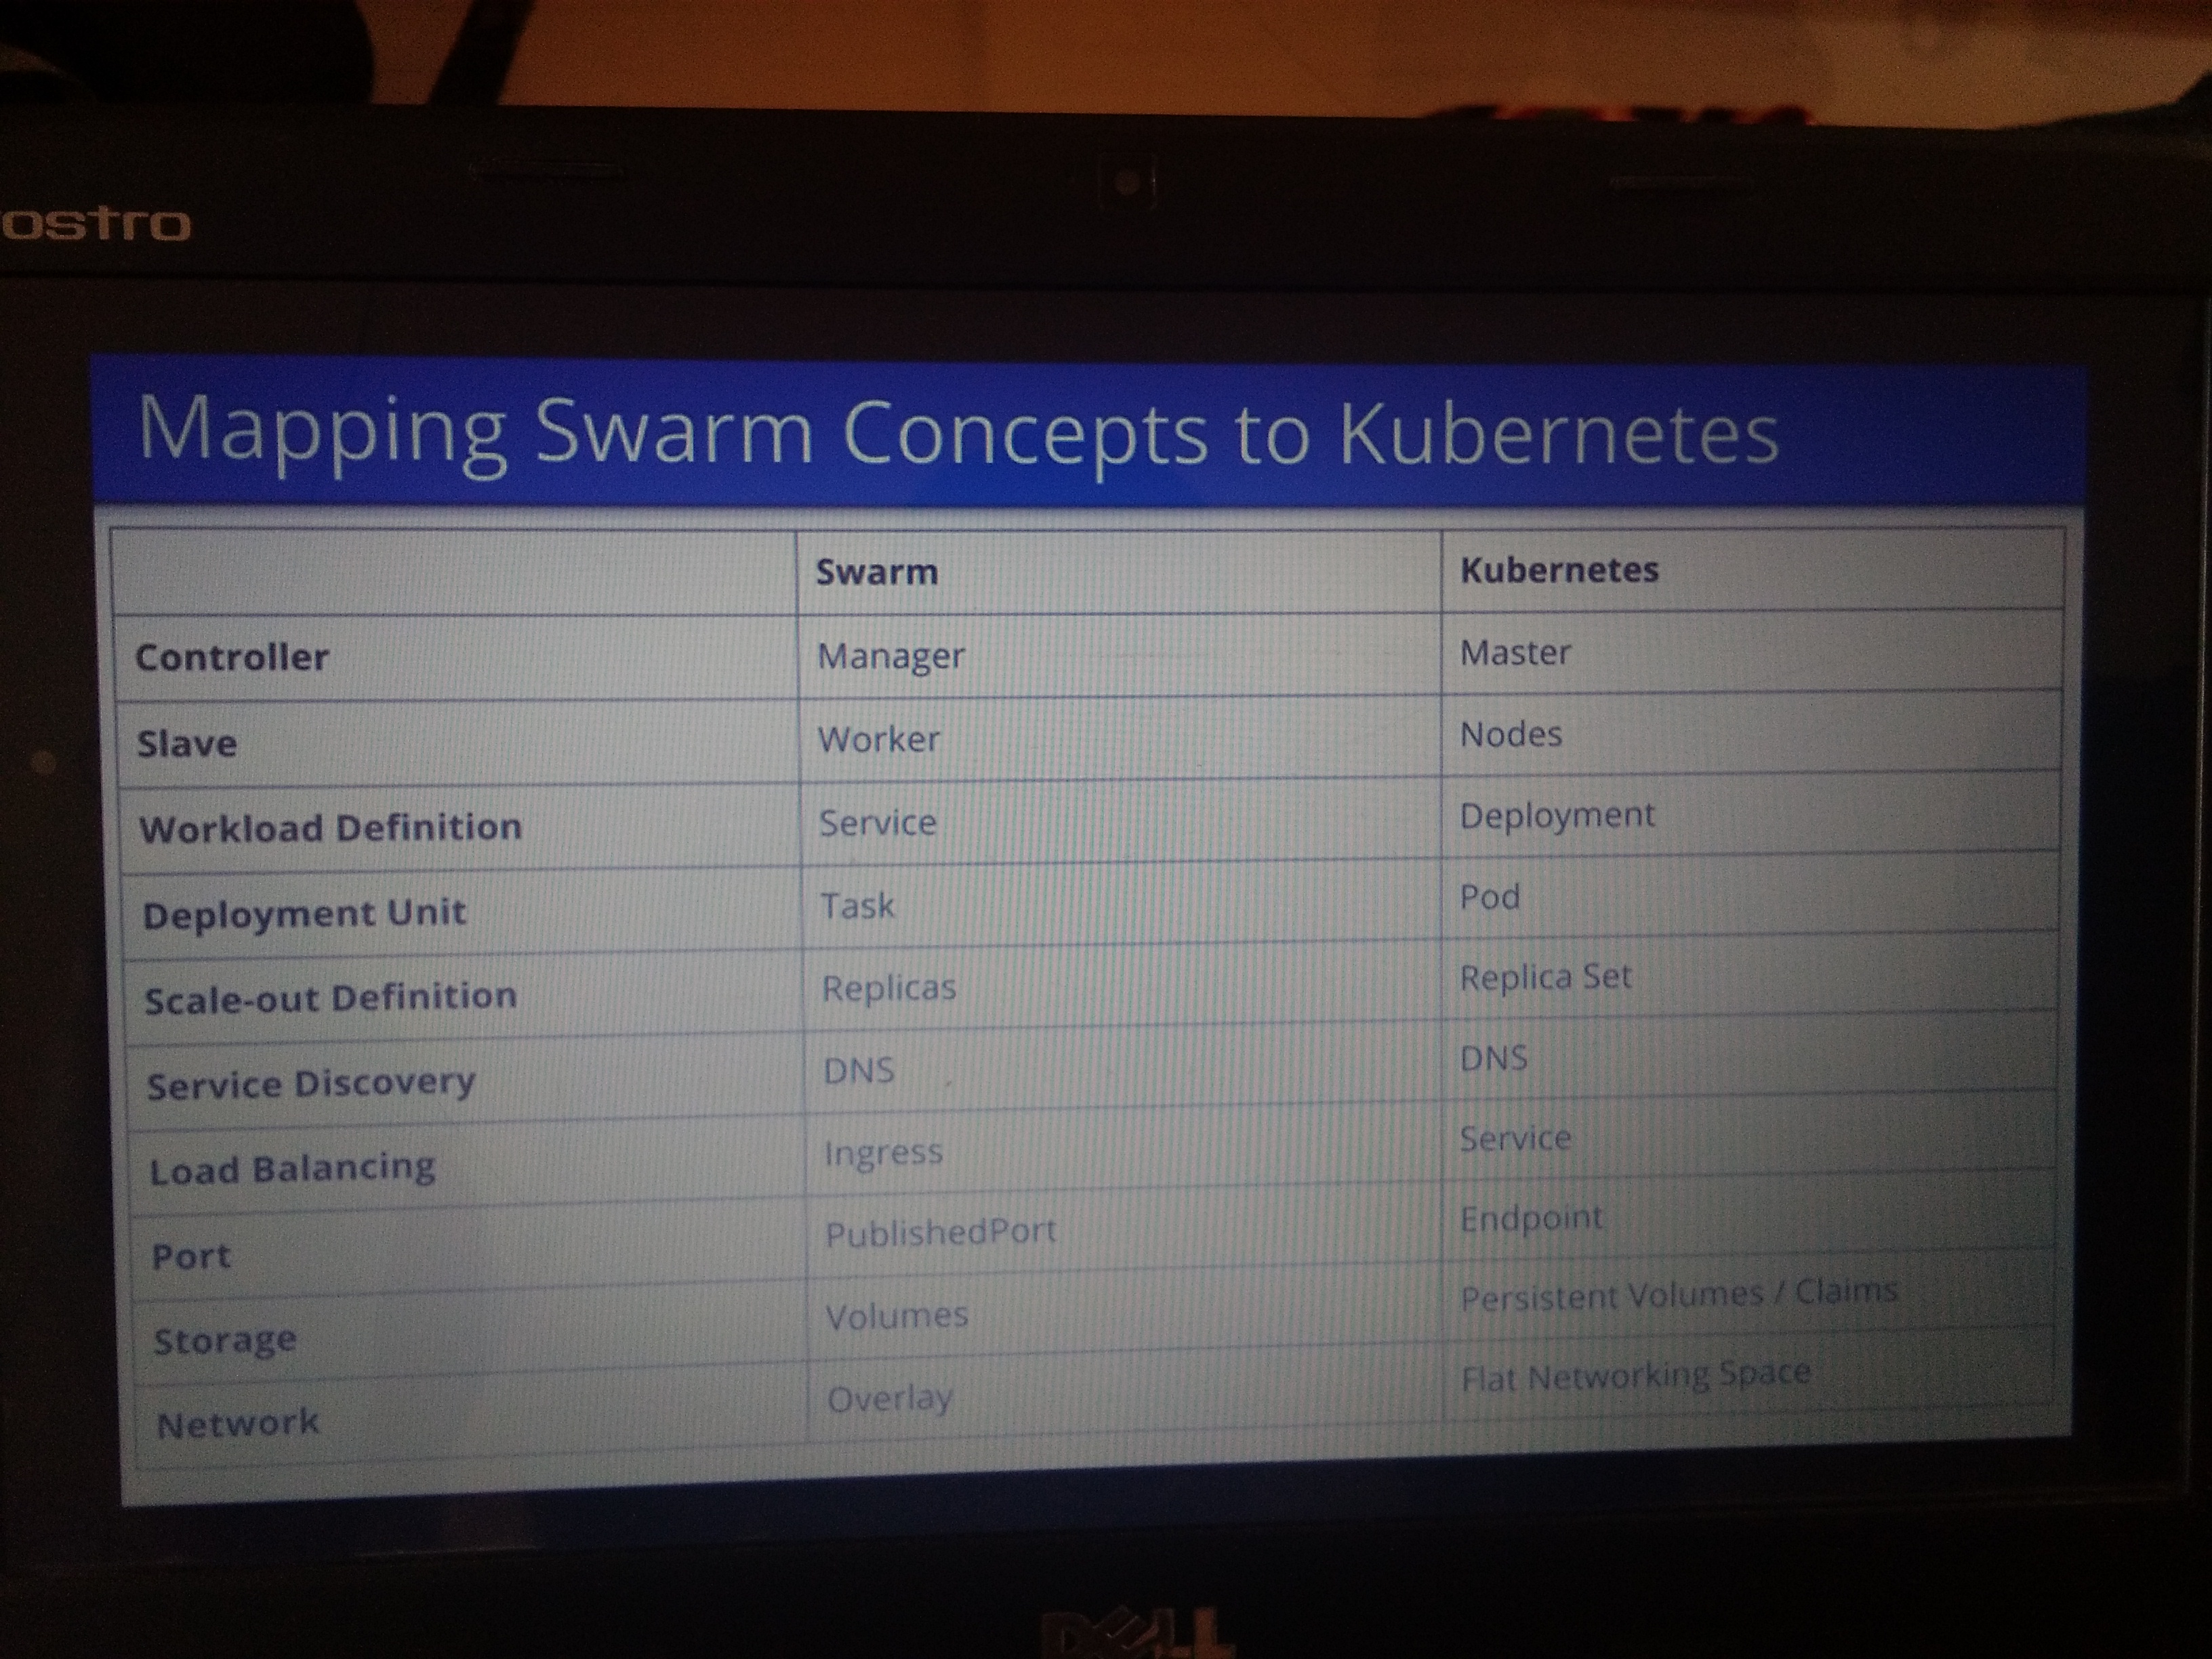 ostro
Mapping Swarm Concepts to Kubernetes
Swarm Kubernetes
Controller Manager Master
Slave Worker Nodes
Workload Definition Service Deployment
Deployment Unit Task Pod
Scale-out Definition Replicas Replica Set
Service Discovery DNS DNS
Load Balancing Ingress Service
Port PublishedPort Endpoint
Storage Volumes Persistent Volumes / Claims
Network Overlay Flat Networking Space
DELL